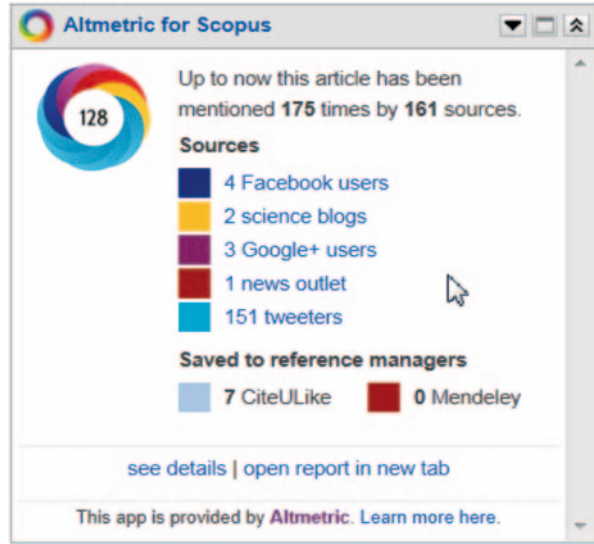 Altmetric for Scopus
128
Up to now this article has been
mentioned 175 times by 161 sources.
Sources
4 Facebook users
2 science blogs
3 Google+ users
1 news outlet
151 tweeters
Saved to reference managers
7 CiteULike 0 Mendeley
see details | open report in new tab
This app is provided by Altmetric. Learn more here.